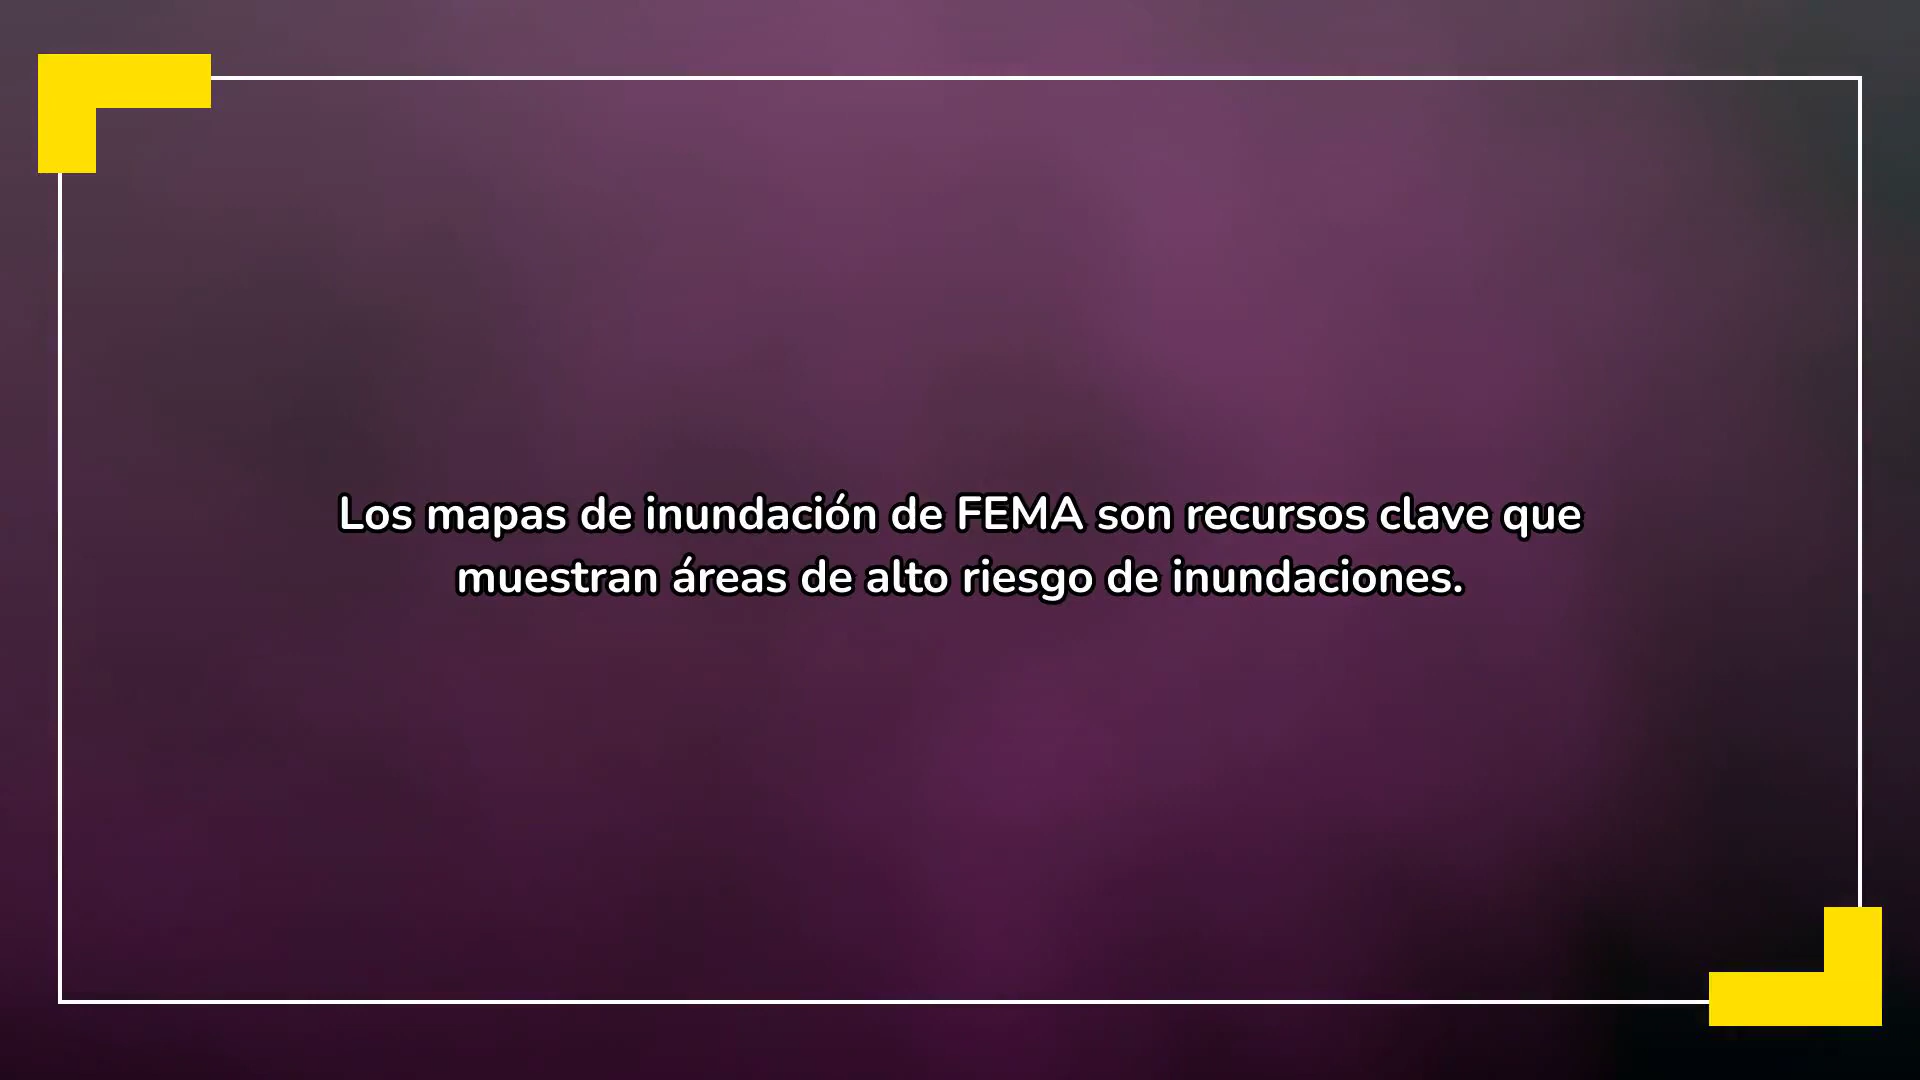 Los mapas de inundación de FEMA son recursos clave que
muestran áreas de alto riesgo de inundaciones.